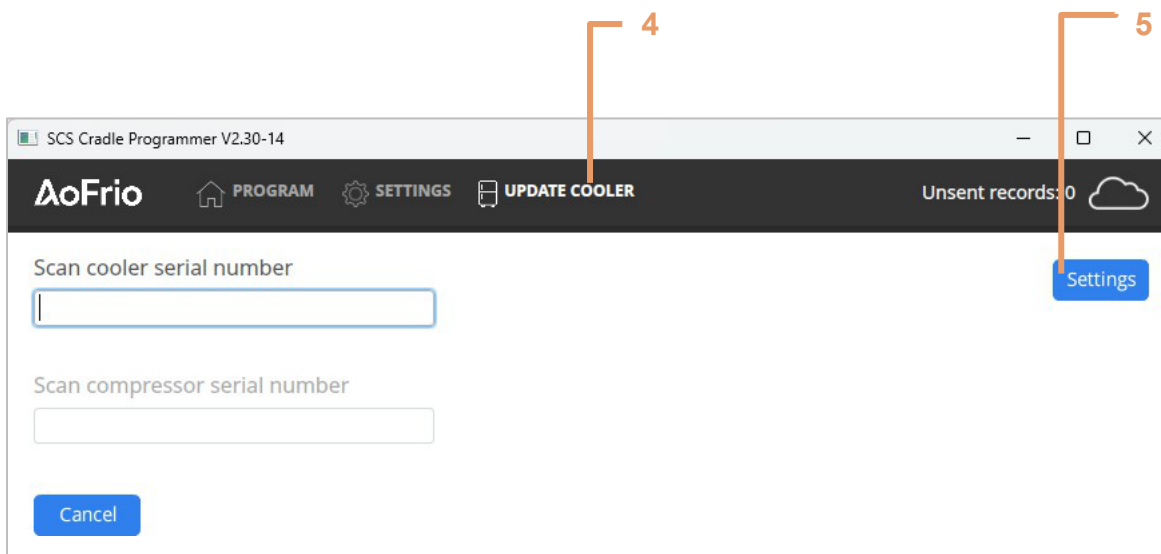 4
5
SCS Cradle Programmer V2.30-14
AoFrio PROGRAM SETTINGS UPDATE COOLER Unsent records: 0
Scan cooler serial number
Settings
Scan compressor serial number
Cancel